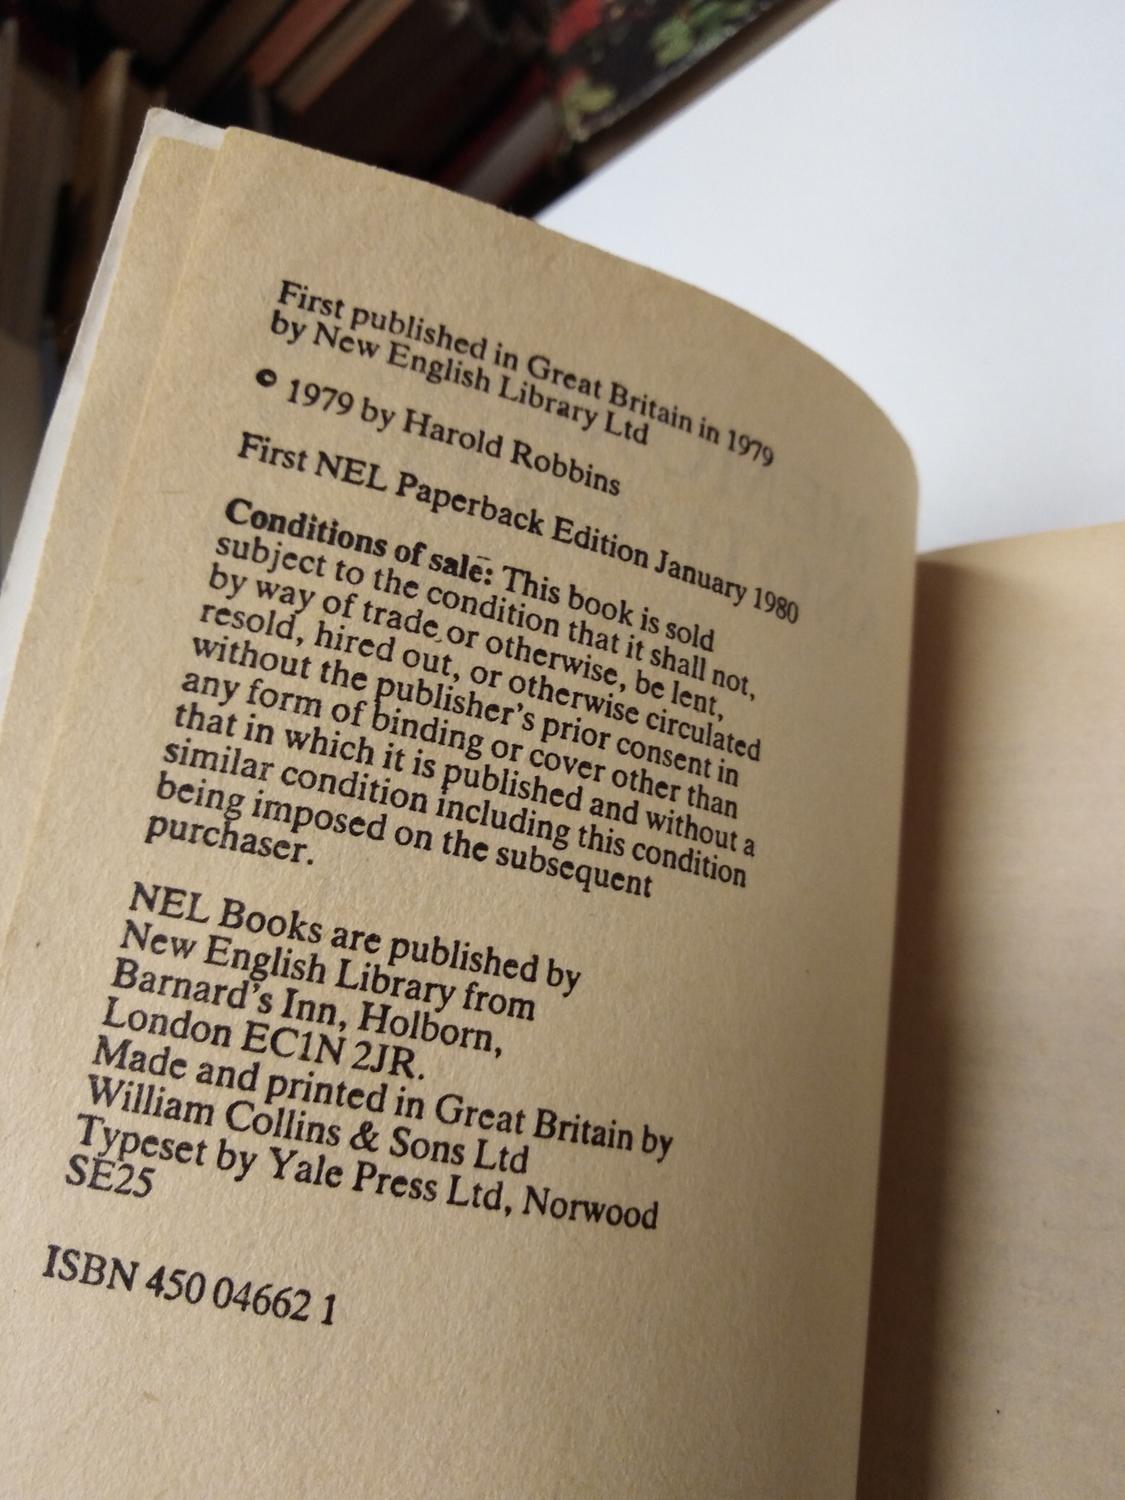 First published in Great Britain in 1979
by New English Library Ltd
© 1979 by Harold Robbins
First NEL Paperback Edition January 1980
Conditions of sale: This book is sold
subject to the condition that it shall not,
by way of trade or otherwise, be lent,
resold, hired out, or otherwise circulated
without the publisher's prior consent in
any form of binding or cover other than
that in which it is published and without a
similar condition including this condition
being imposed on the subsequent
purchaser.
NEL Books are published by
New English Library from
Barnard's Inn, Holborn,
London EC1N 2JR.
Made and printed in Great Britain by
William Collins & Sons Ltd
Typeset by Yale Press Ltd, Norwood
SE25
ISBN 450 04662 1